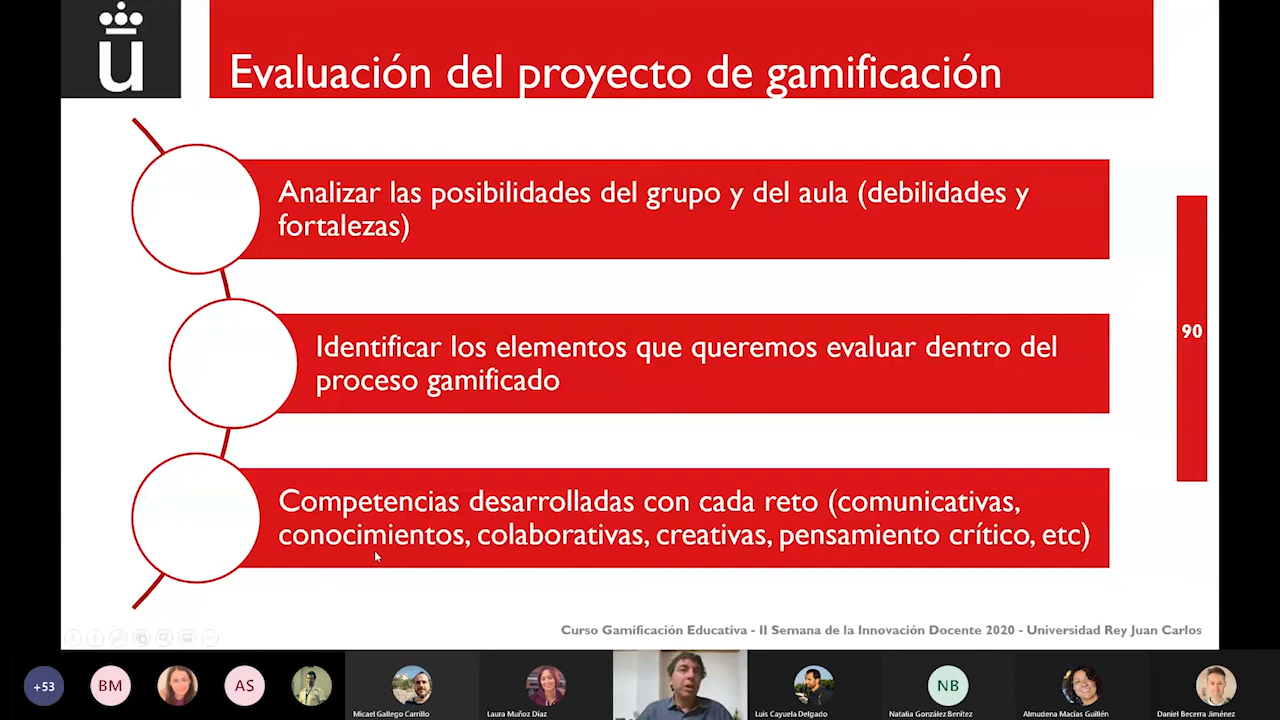 u
Evaluación del proyecto de gamificación
Analizar las posibilidades del grupo y del aula (debilidades y
fortalezas)
Identificar los elementos que queremos evaluar dentro del
proceso gamificado
Competencias desarrolladas con cada reto (comunicativas,
conocimientos, colaborativas, creativas, pensamiento crítico, etc)
90
Curso Gamificación Educativa - II Semana de la Innovación Docente 2020 - Universidad Rey Juan Carlos
+53
BM
AS
NB
Micael Gallego Carrillo
Laura Muñoz Díaz
Luis Cayuela Delgado
Natalia González Benítez
Almudena Macías Guillén
Daniel Becerra Jiménez